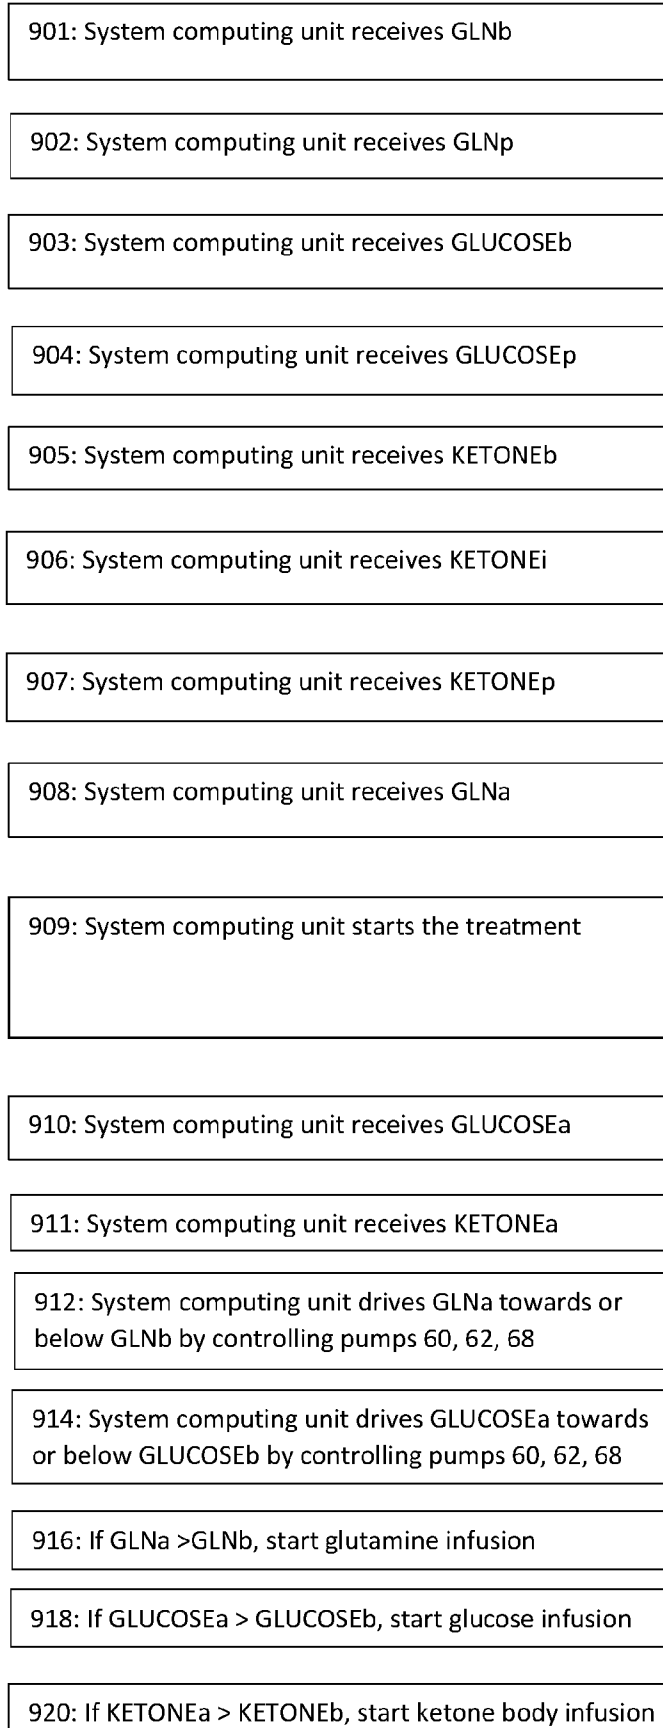 901: System computing unit receives GLNb
902: System computing unit receives GLNp
903: System computing unit receives GLUCOSEb
904: System computing unit receives GLUCOSEp
905: System computing unit receives KETONEb
906: System computing unit receives KETONEi
907: System computing unit receives KETONEp
908: System computing unit receives GLNa
909: System computing unit starts the treatment
910: System computing unit receives GLUCOSEa
911: System computing unit receives KETONEa
912: System computing unit drives GLNa towards or
below GLNb by controlling pumps 60, 62, 68
914: System computing unit drives GLUCOSEa towards
or below GLUCOSEb by controlling pumps 60, 62, 68
916: If GLNa >GLNb, start glutamine infusion
918: If GLUCOSEa > GLUCOSEb, start glucose infusion
920: If KETONEa > KETONEb, start ketone body infusion